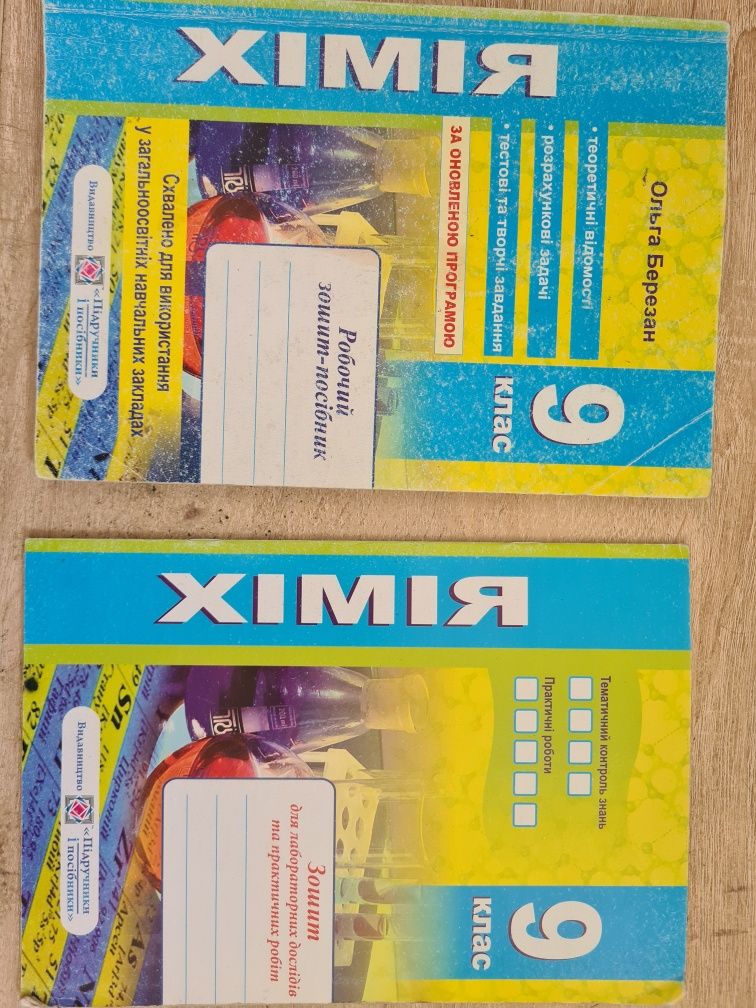 ХІМІЯ
Ольга Березан
• теоретичні відомості
• розрахункові задачі
• тестові та творчі завдання
ЗА ОНОВЛЕНОЮ ПРОГРАМОЮ
9
клас
Робочий
зошит-посібник
Схвалено для використання
у загальноосвітніх навчальних закладах
Видавництво
«Підручники
і посібники»
ХІМІЯ
Тематичний контроль знань
Практичні роботи
9
клас
Зошит
для лабораторних дослідів
та практичних робіт
Sn
Видавництво
«Підручники
і посібники»